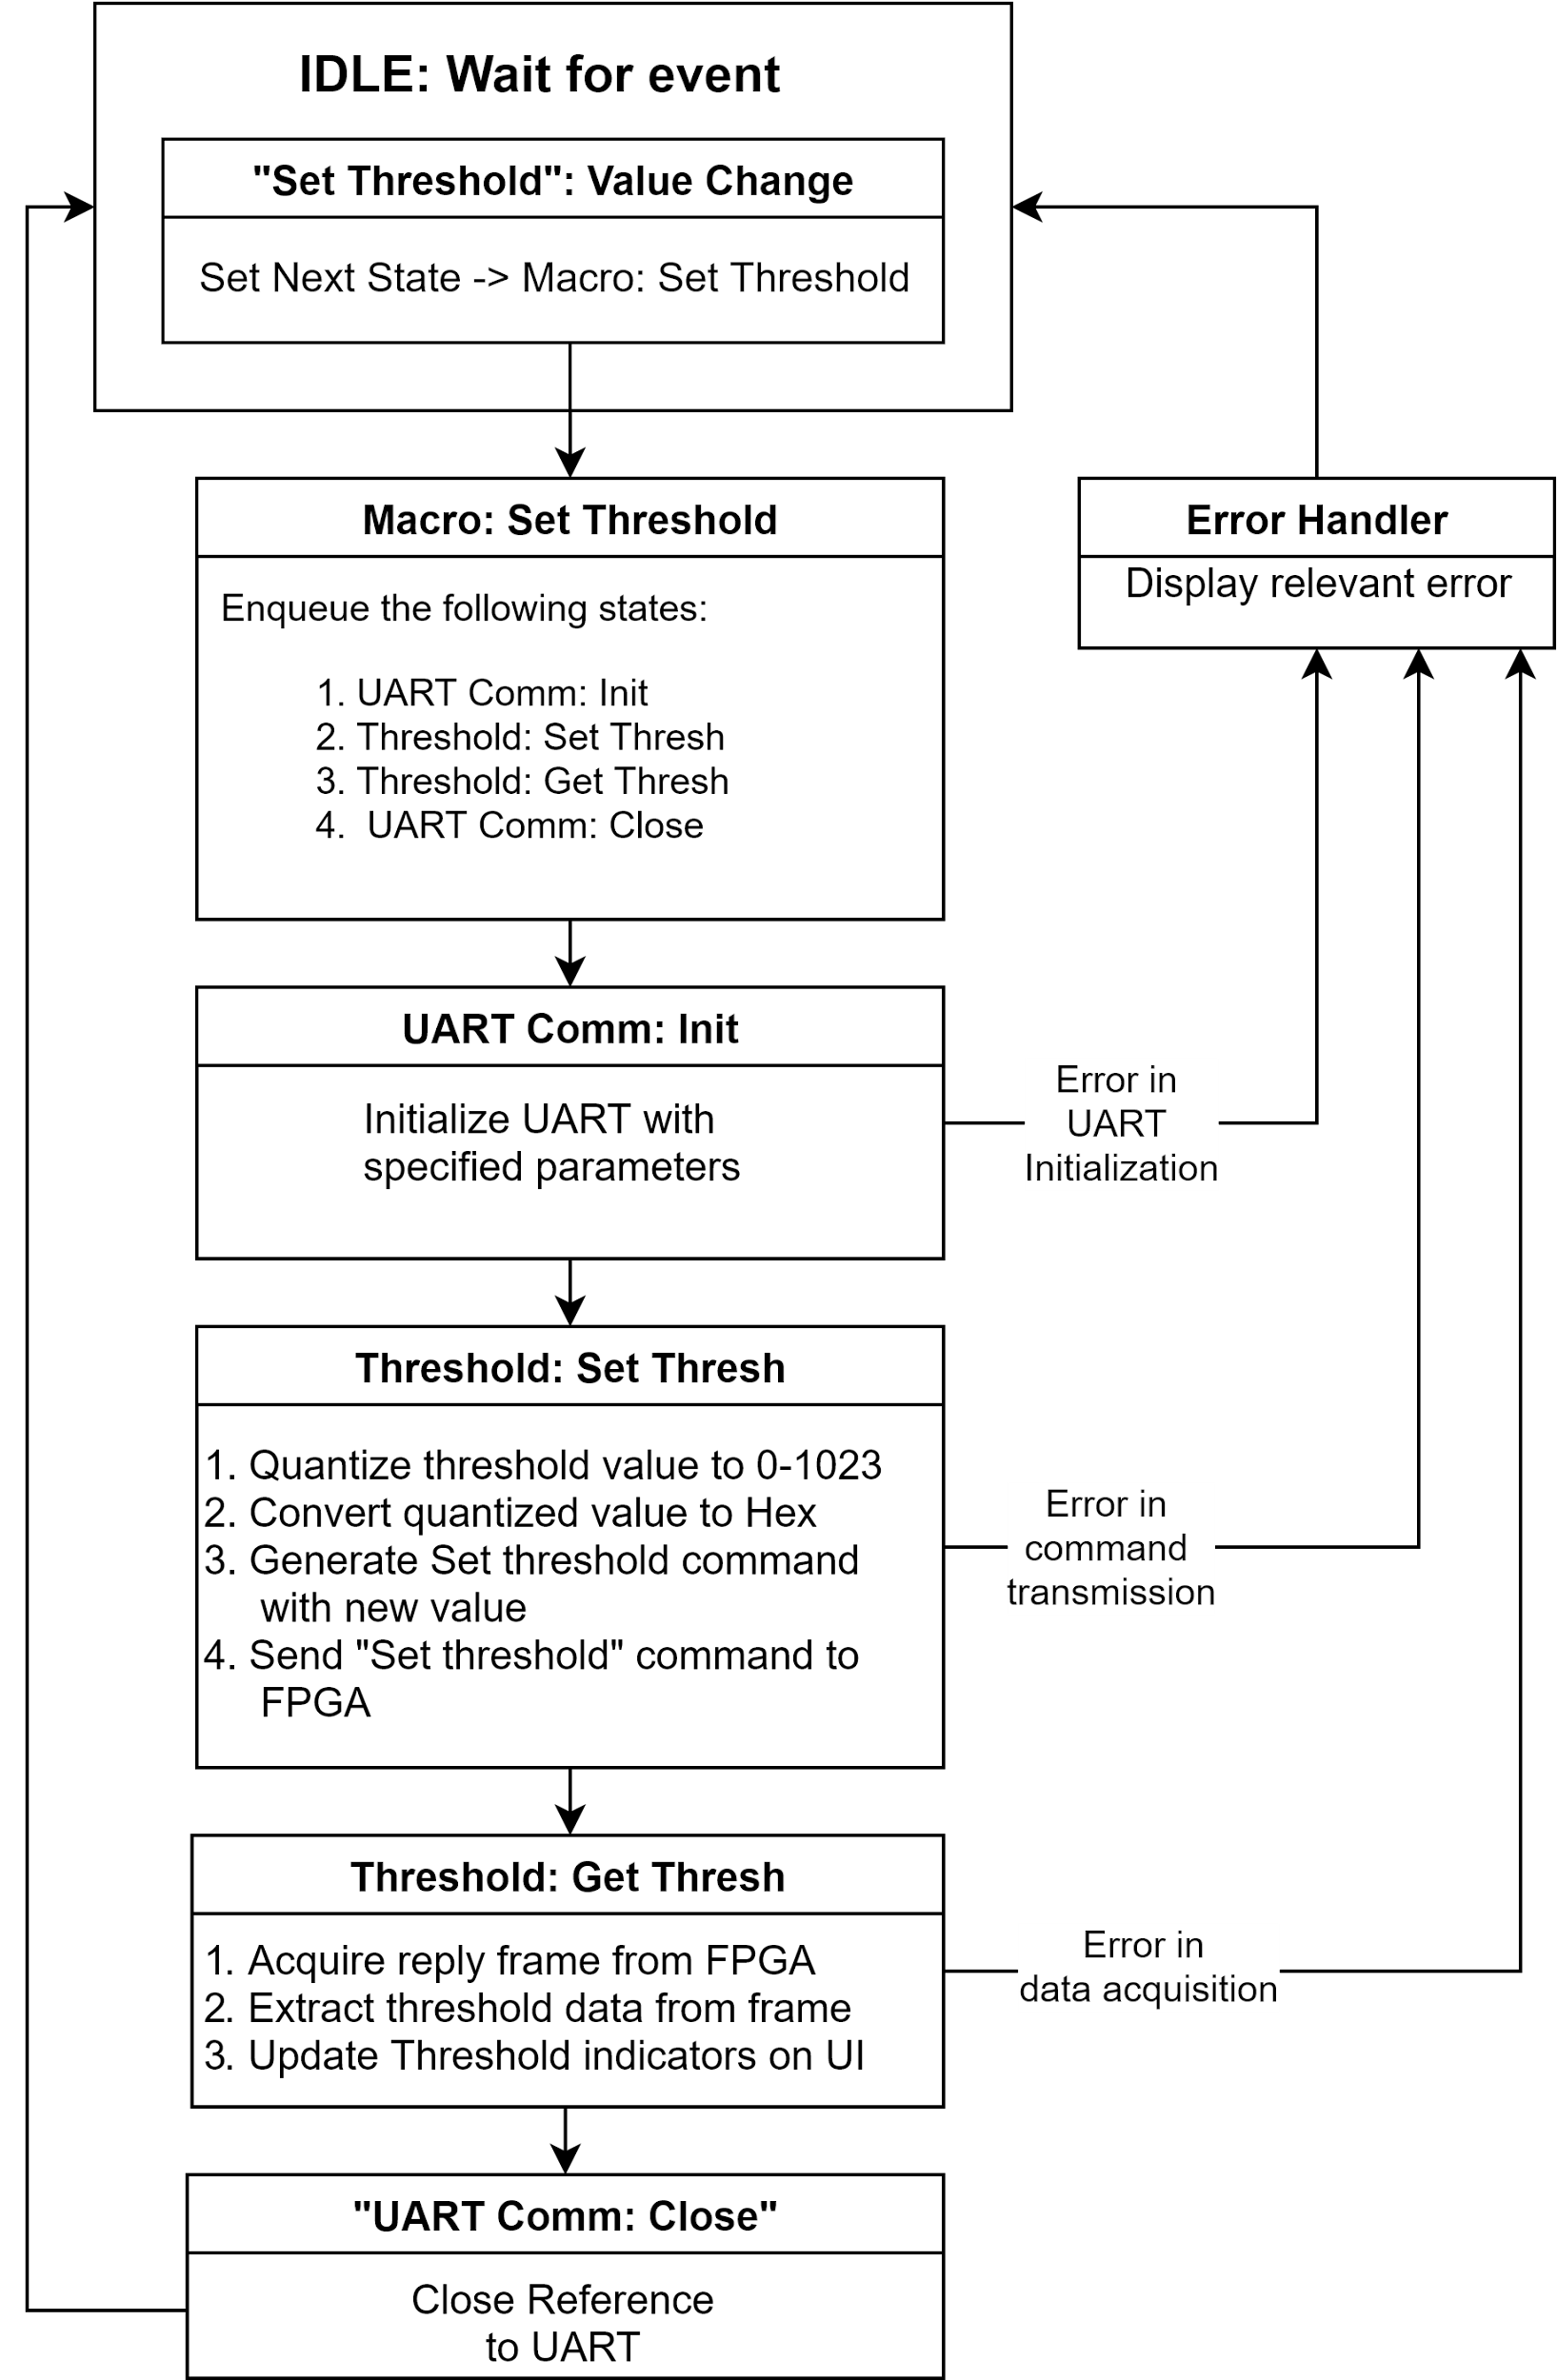 IDLE: Wait for event
"Set Threshold": Value Change
Set Next State -> Macro: Set Threshold
Macro: Set Threshold
Enqueue the following states:
1. UART Comm: Init
2. Threshold: Set Thresh
3. Threshold: Get Thresh
4. UART Comm: Close
Error Handler
Display relevant error
UART Comm: Init
Initialize UART with
specified parameters
Error in
UART
Initialization
Threshold: Set Thresh
1. Quantize threshold value to 0-1023
2. Convert quantized value to Hex
3. Generate Set threshold command
with new value
4. Send "Set threshold" command to
FPGA
Error in
command
transmission
Threshold: Get Thresh
1. Acquire reply frame from FPGA
2. Extract threshold data from frame
3. Update Threshold indicators on UI
Error in
data acquisition
"UART Comm: Close"
Close Reference
to UART